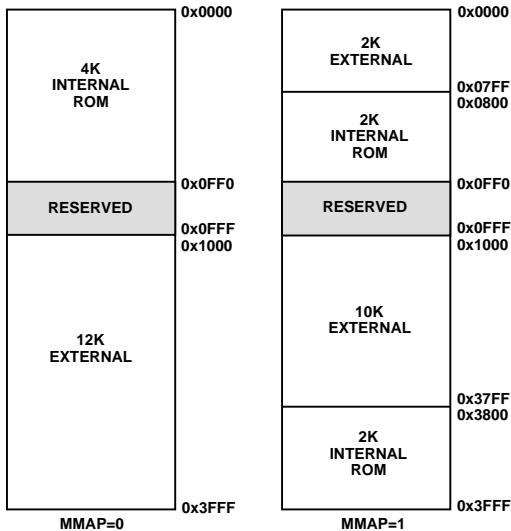 0x0000
4K
INTERNAL
ROM
0x0FF0
RESERVED
0x0FFF
0x1000
12K
EXTERNAL
0x3FFF
MMAP=0
0x0000
2K
EXTERNAL
0x07FF
0x0800
2K
INTERNAL
ROM
0x0FF0
RESERVED
0x0FFF
0x1000
10K
EXTERNAL
0x37FF
0x3800
2K
INTERNAL
ROM
0x3FFF
MMAP=1